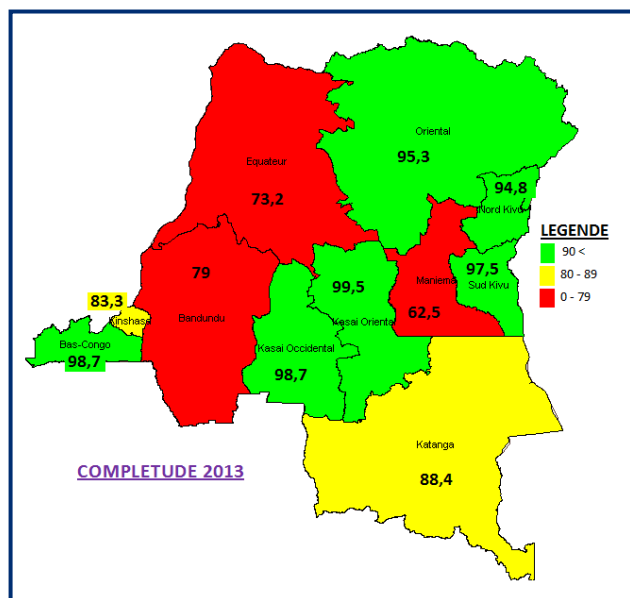 Oriental
95,3
Equateur
73,2
94,8
Nord Kivu
LEGENDE
90 <
80 - 89
0 - 79
79
Bandundu
99,5
Kasai Oriental
Maniema
62,5
97,5
Sud Kivu
83,3
Kinshasa
Bas-Congo
98,7
Kasai Occidental
98,7
Katanga
88,4
COMPLETUDE 2013